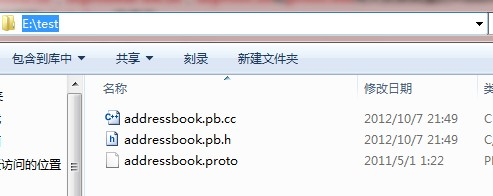 E:\test
包含到库中 共享 刻录 新建文件夹
名称 修改日期
addressbook.pb.cc 2012/10/7 21:49 C
addressbook.pb.h 2012/10/7 21:49 C
addressbook.proto 2011/5/1 1:22
访问的位置